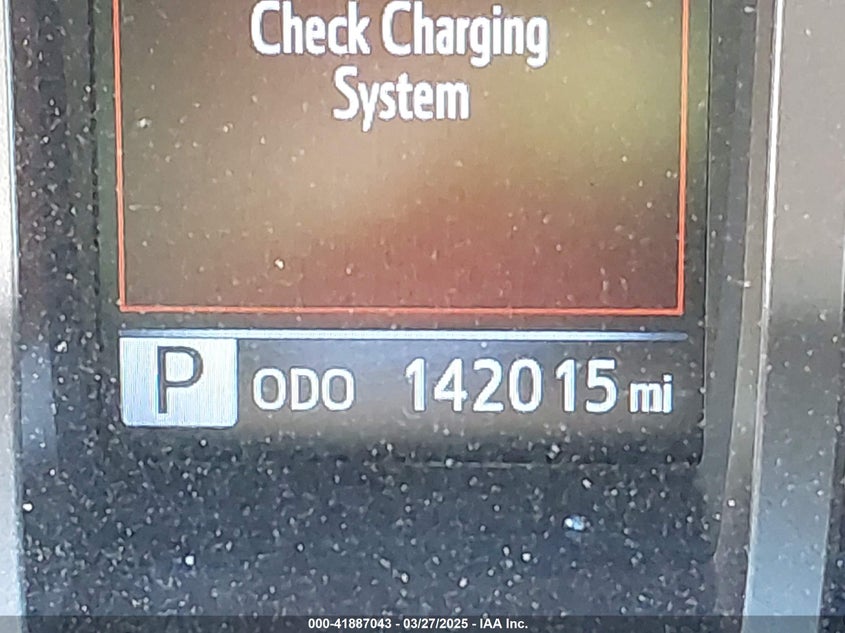 Check Charging
System
P ODO 142015 mi
000-41887043 - 03/27/2025 - IAA Inc.